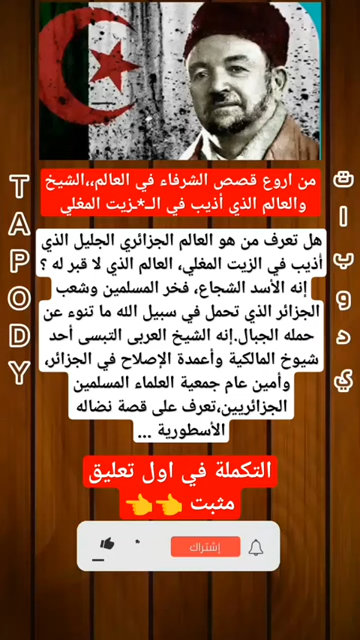 من اروع قصص الشرفاء في العالم،،الشيخ
والعالم الذي أذيب في الـ*ـزيت المغلي
هل تعرف من هو العالم الجزائري الجليل الذي
أذيب في الزيت المغلي، العالم الذي لا قبر له ؟
إنه الأسد الشجاع، فخر المسلمين وشعب
الجزائر الذي تحمل في سبيل الله ما تنوء عن
حمله الجبال.إنه الشيخ العربى التبسى أحد
شيوخ المالكية وأعمدة الإصلاح في الجزائر،
وأمين عام جمعية العلماء المسلمين
الجزائريين،تعرف على قصة نضاله
الأسطورية ...
التكملة في اول تعليق
مثبت 👈👈
إشتراك
TAPODY
تابودي